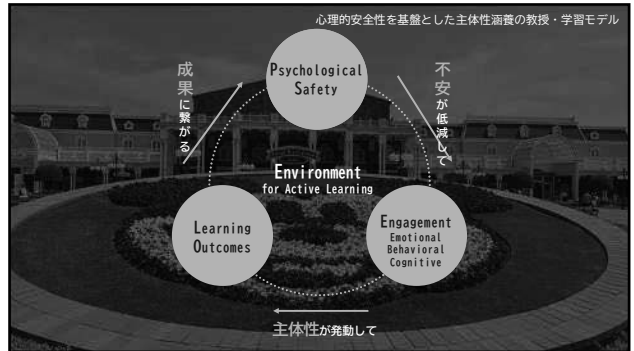 心理的安全性を基盤とした主体性涵養の教授・学習モデル
Psychological
Safety
不安が低減して
成果に繋がる
Environment
for Active Learning
Engagement
Emotional
Behavioral
Cognitive
Learning
Outcomes
主体性が発動して